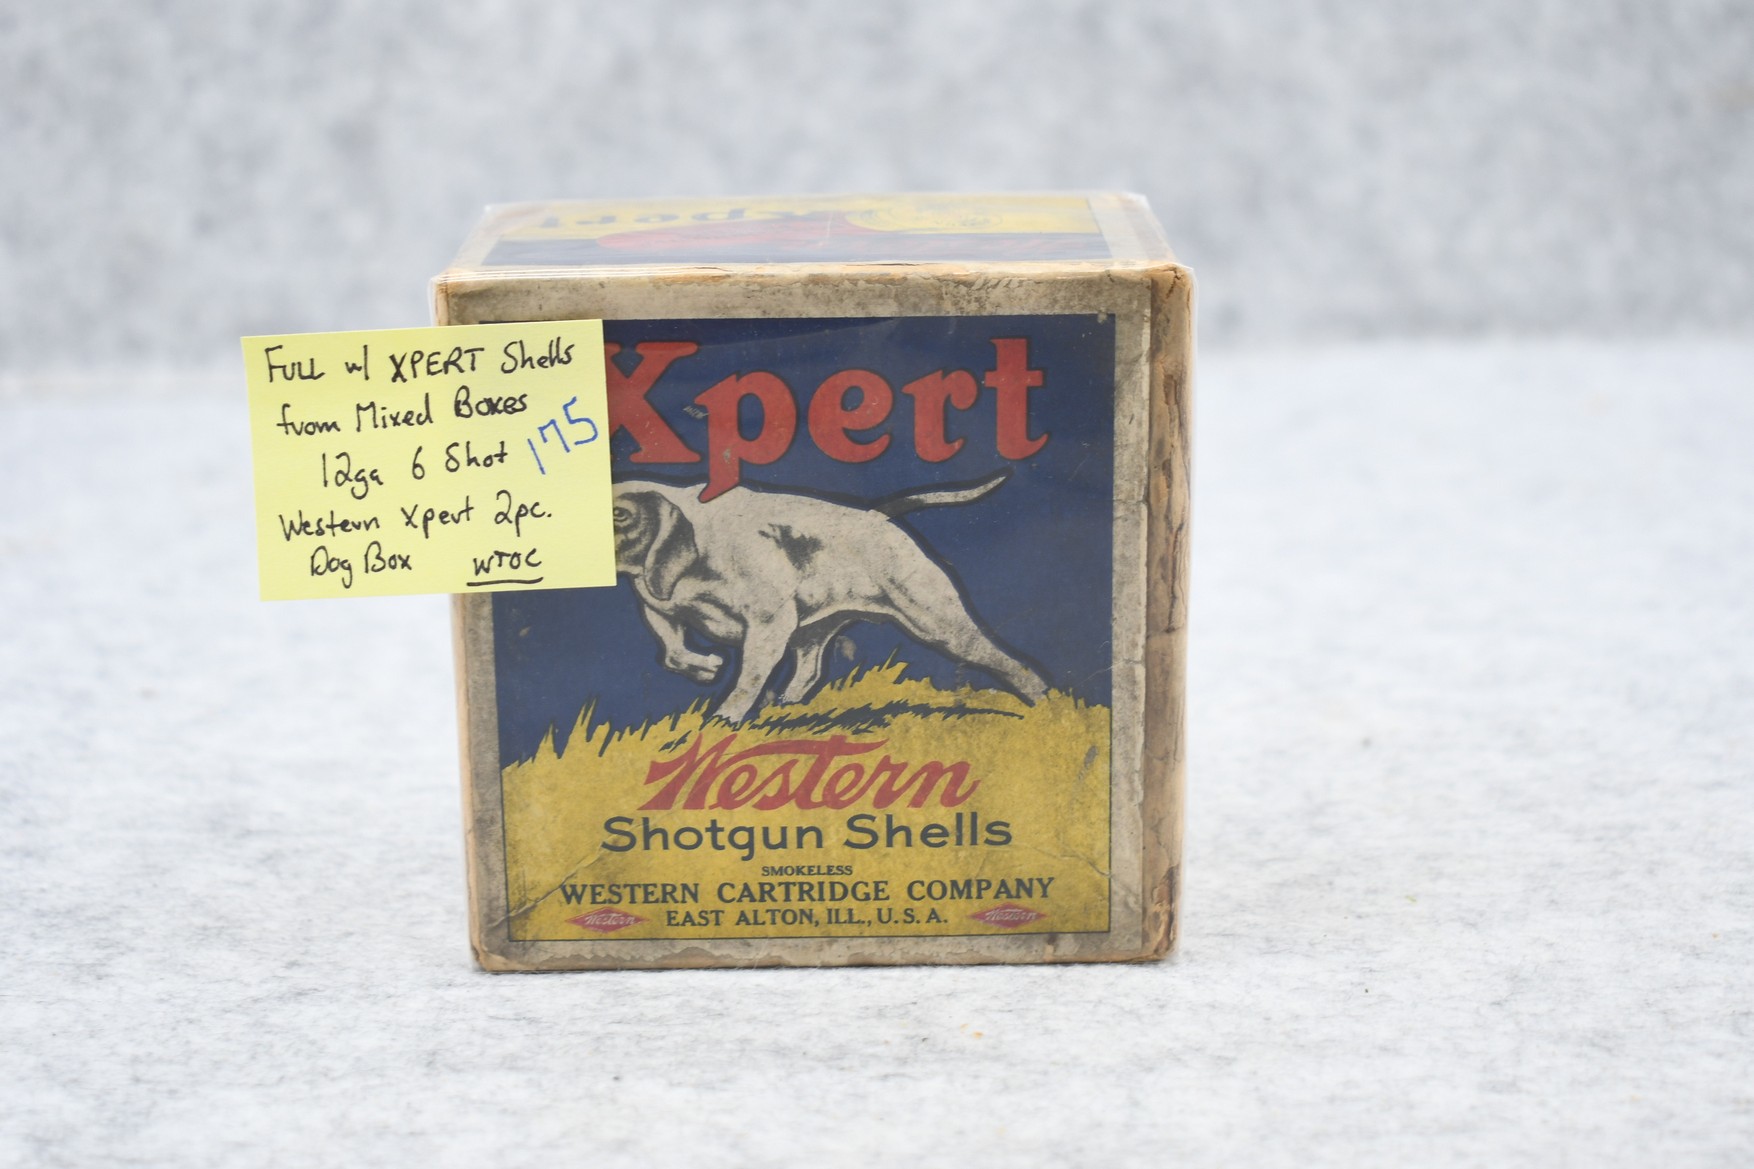 xpert
FULL w/ XPERT Shells
from Mixed Boxes
12ga 6 Shot 175
Western Xpert 2pc.
Dog Box WTOC
Xpert
Western
Shotgun Shells
SMOKELESS
WESTERN CARTRIDGE COMPANY
Western EAST ALTON, ILL., U.S.A. Western